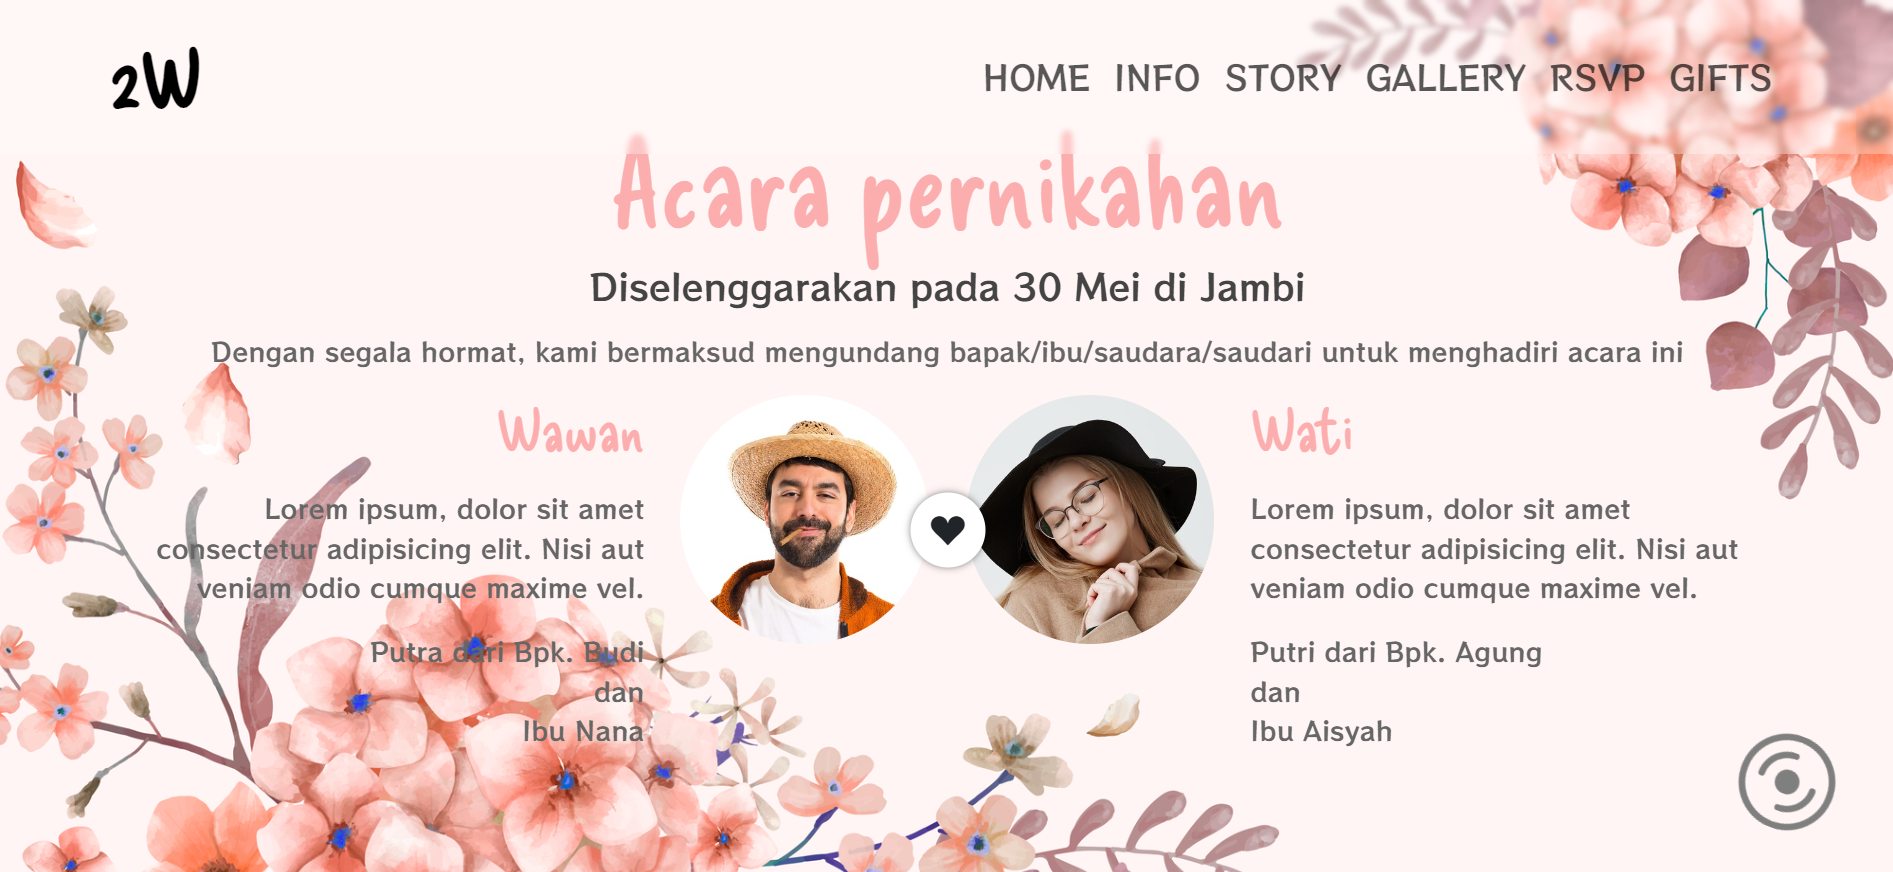 2W
HOME INFO STORY GALLERY RSVP GIFTS
Acara pernikahan
Diselenggarakan pada 30 Mei di Jambi
Dengan segala hormat, kami bermaksud mengundang bapak/ibu/saudara/saudari untuk menghadiri acara ini
Wawan
Lorem ipsum, dolor sit amet
consectetur adipisicing elit. Nisi aut
veniam odio cumque maxime vel.
Putra dari Bpk. Budi
dan
Ibu Nana
Wati
Lorem ipsum, dolor sit amet
consectetur adipisicing elit. Nisi aut
veniam odio cumque maxime vel.
Putri dari Bpk. Agung
dan
Ibu Aisyah